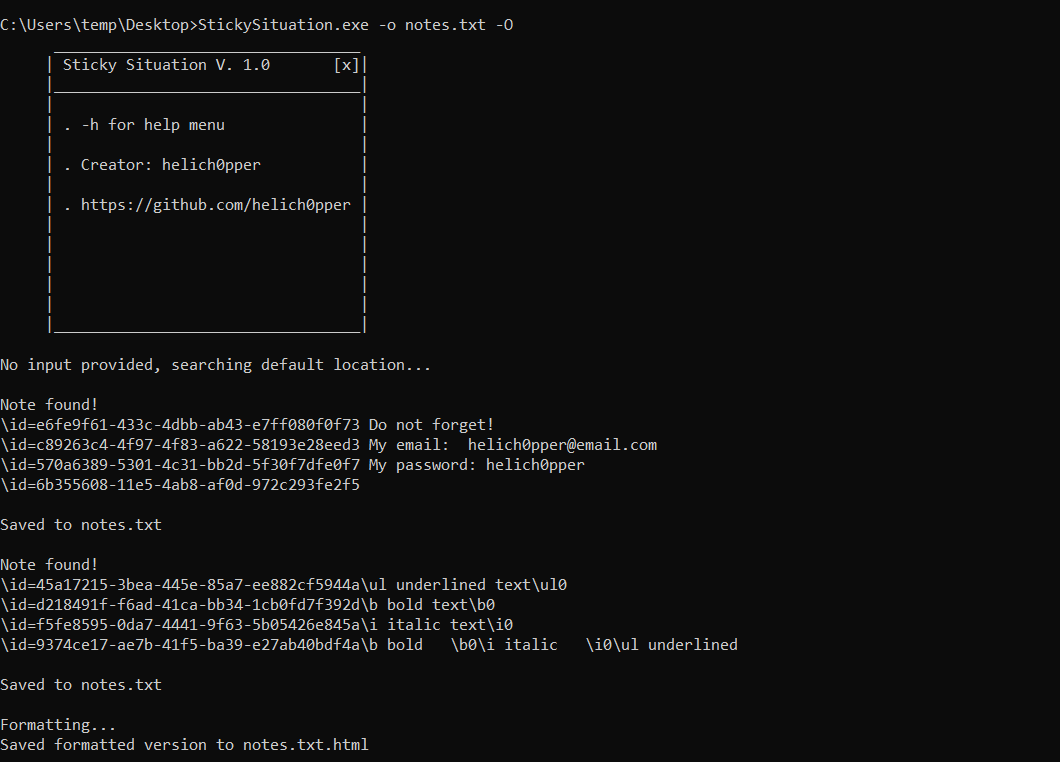 C:\Users\temp\Desktop>StickySituation.exe -o notes.txt -O
| Sticky Situation V. 1.0 [x]|
| . -h for help menu |
| . Creator: helich0pper |
| . https://github.com/helich0pper |
No input provided, searching default location...
Note found!
\id=e6fe9f61-433c-4dbb-ab43-e7ff080f0f73 Do not forget!
\id=c89263c4-4f97-4f83-a622-58193e28eed3 My email:  helich0pper@email.com
\id=570a6389-5301-4c31-bb2d-5f30f7dfe0f7 My password: helich0pper
\id=6b355608-11e5-4ab8-af0d-972c293fe2f5
Saved to notes.txt
Note found!
\id=45a17215-3bea-445e-85a7-ee882cf5944a\ul underlined text\ul0
\id=d218491f-f6ad-41ca-bb34-1cb0fd7f392d\b bold text\b0
\id=f5fe8595-0da7-4441-9f63-5b05426e845a\i italic text\i0
\id=9374ce17-ae7b-41f5-ba39-e27ab40bdf4a\b bold   \b0\i italic   \i0\ul underlined
Saved to notes.txt
Formatting...
Saved formatted version to notes.txt.html